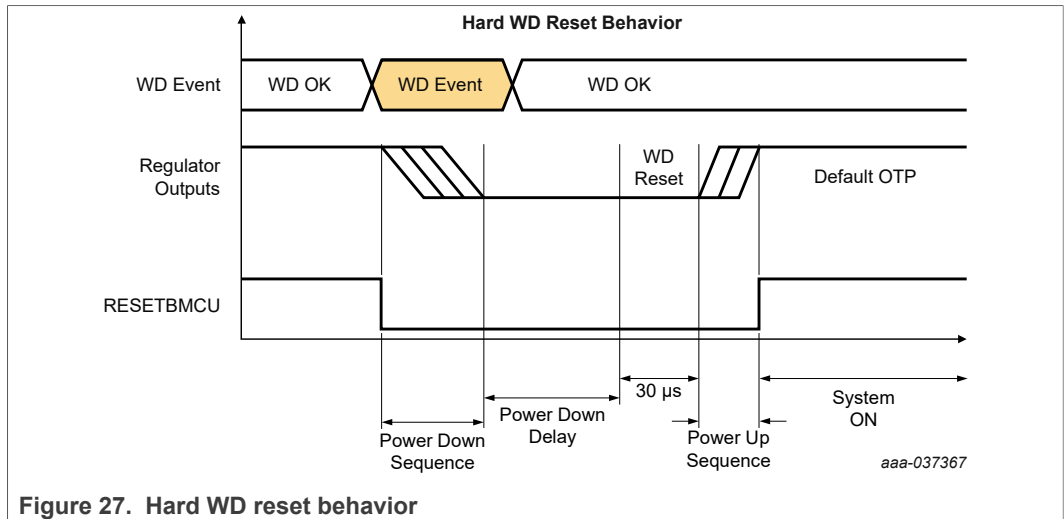 Hard WD Reset Behavior
WD Event
WD OK
WD Event
WD OK
Regulator
Outputs
WD
Reset
Default OTP
RESETBMCU
30 µs
System
ON
Power Down
Delay
Power Down
Sequence
Power Up
Sequence
aaa-037367
Figure 27. Hard WD reset behavior